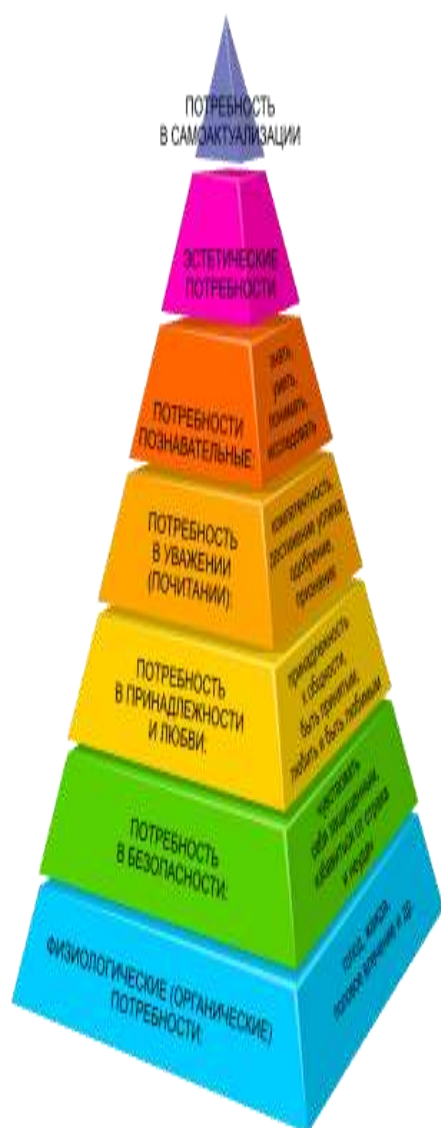 ПОТРЕБНОСТЬ
В САМОАКТУАЛИЗАЦИИ
ЭСТЕТИЧЕСКИЕ
ПОТРЕБНОСТИ
ПОТРЕБНОСТИ
ПОЗНАВАТЕЛЬНЫЕ:
знать,
уметь,
понимать,
исследовать
ПОТРЕБНОСТЬ
В УВАЖЕНИИ
(ПОЧИТАНИИ):
компетентность,
достижение успеха,
одобрение,
признание
ПОТРЕБНОСТЬ
В ПРИНАДЛЕЖНОСТИ
И ЛЮБВИ:
принадлежность
к общности,
быть принятым,
любить и быть любимым
ПОТРЕБНОСТЬ
В БЕЗОПАСНОСТИ:
чувствовать
себя защищенным,
избавиться от страха
и неудач
ФИЗИОЛОГИЧЕСКИЕ (ОРГАНИЧЕСКИЕ)
ПОТРЕБНОСТИ:
голод, жажда,
половое влечение и др.